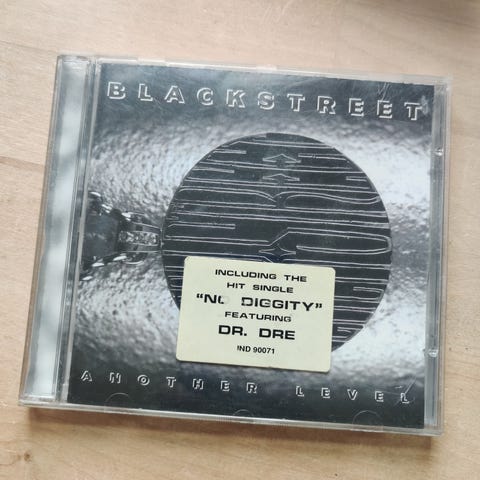 BLACKSTREET
INCLUDING THE
HIT SINGLE
"NO DIGGITY"
FEATURING
DR. DRE
IND 90071
ANOTHER LEVEL